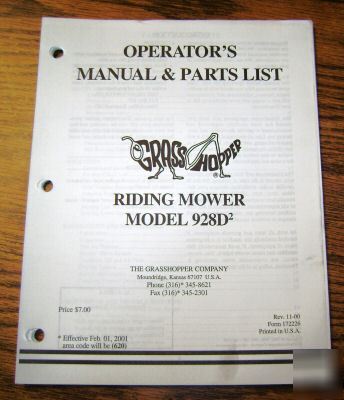 OPERATOR'S
MANUAL & PARTS LIST
GRASSHOPPER
®
RIDING MOWER
MODEL 928D²
THE GRASSHOPPER COMPANY
Moundridge, Kansas 67107 U.S.A.
Phone (316)* 345-8621
Fax (316)* 345-2301
Price $7.00
* Effective Feb. 01, 2001
area code will be (620)
Rev. 11-00
Form 172226
Printed in U.S.A.